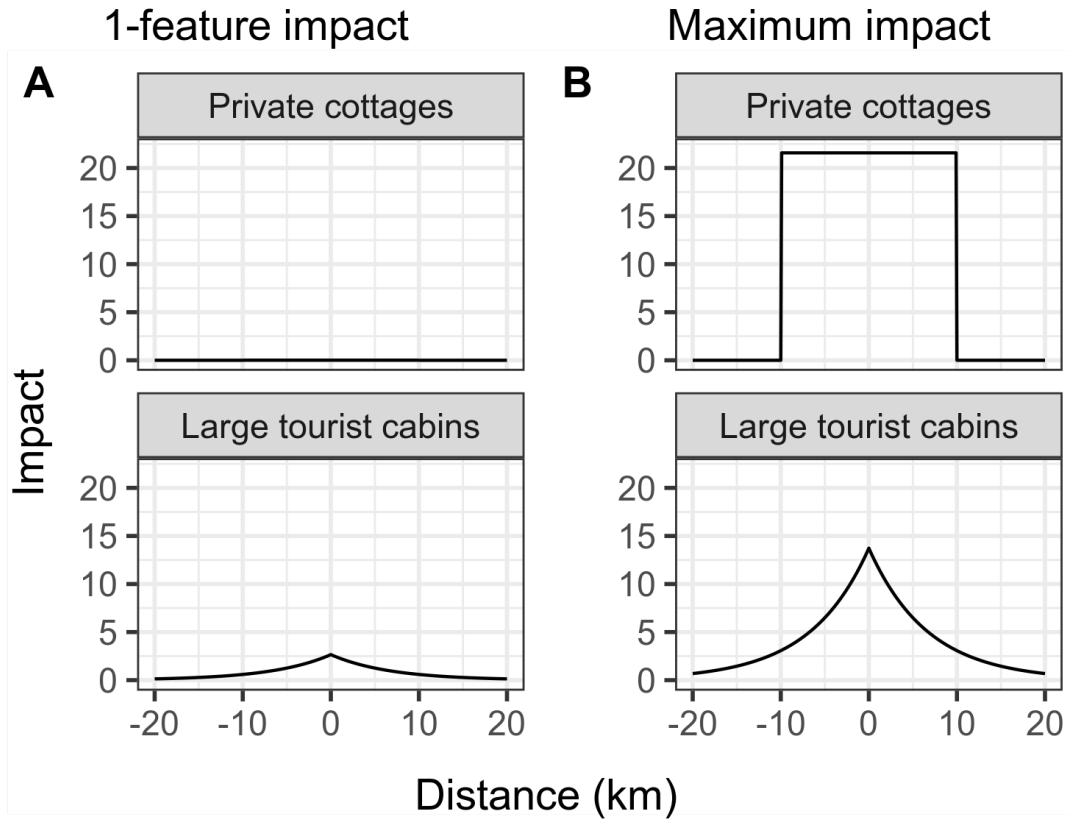 1-feature impact
Maximum impact
A
B
Private cottages
Private cottages
20
15
10
5
0
20
15
10
5
0
Impact
Large tourist cabins
Large tourist cabins
20
15
10
5
0
20
15
10
5
0
-20 -10 0 10 20
-20 -10 0 10 20
Distance (km)